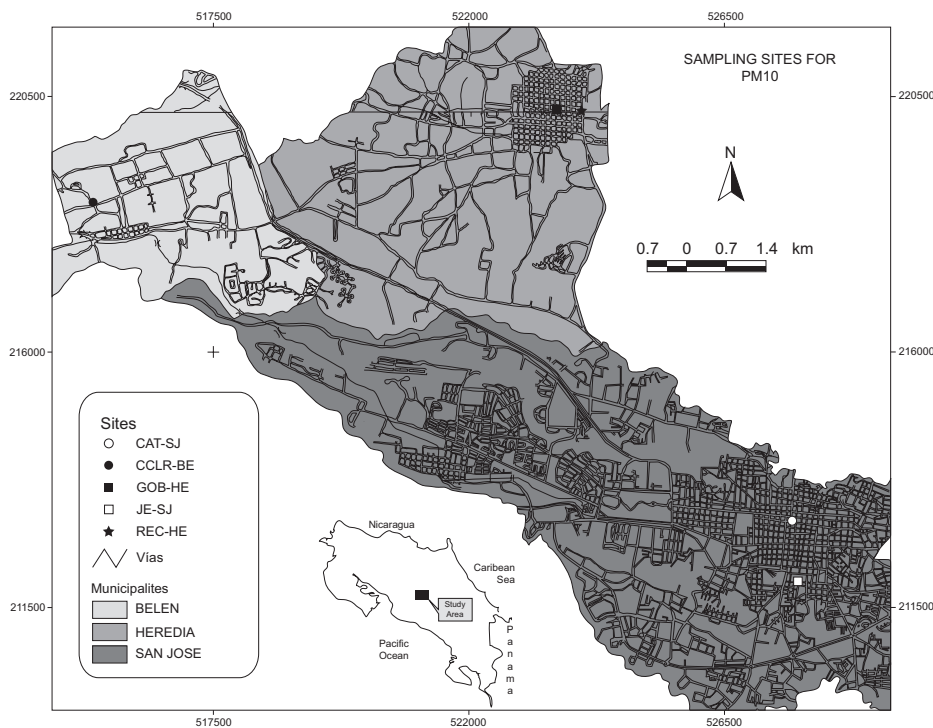 517500
522000
526500
SAMPLING SITES FOR
PM10
220500
220500
N
0.7 0 0.7 1.4 km
216000
216000
Sites
CAT-SJ
CCLR-BE
GOB-HE
JE-SJ
REC-HE
Vías
Municipalites
BELEN
HEREDIA
SAN JOSE
Nicaragua
Caribean
Sea
Study
Area
Pacific
Ocean
Panama
211500
211500
517500
522000
526500